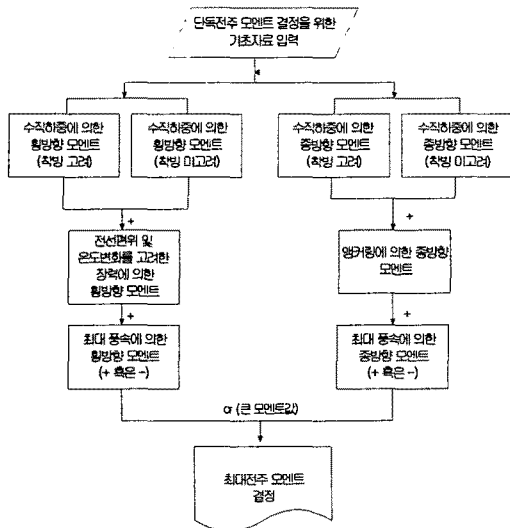 단독전주 모멘트 결정을 위한
기초자료 입력
수직하중에 의한
횡방향 모멘트
(착빙 고려)
수직하중에 의한
횡방향 모멘트
(착빙 미고려)
수직하중에 의한
종방향 모멘트
(착빙 고려)
수직하중에 의한
종방향 모멘트
(착빙 미고려)
+
+
전선편위 및
온도변화를 고려한
장력에 의한
횡방향 모멘트
앵커링에 의한 종방향
모멘트
+
+
최대 풍속에 의한
횡방향 모멘트
(+ 혹은 -)
최대 풍속에 의한
종방향 모멘트
(+ 혹은 -)
or (큰 모멘트값)
최대전주 모멘트
결정